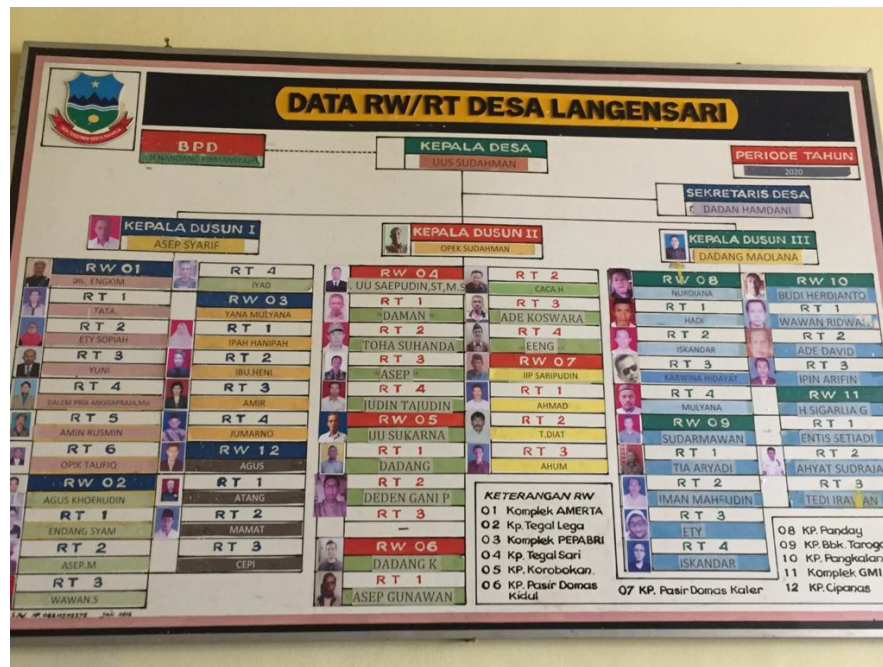 DATA RW/RT DESA LANGENSARI
BPD
H.NANDANG FIRMANSYAH
KEPALA DESA
UUS SUDAHMAN
PERIODE TAHUN
2020
SEKRETARIS DESA
DADAN HAMDANI
KEPALA DUSUN I
ASEP SYARIF
KEPALA DUSUN II
OPEK SUDAHMAN
KEPALA DUSUN III
DADANG MAOLANA
RW 01
ENGKIM
RT 1
TATA.
RT 2
ETY SOPIAH
RT 3
YUNI
RT 4
DALEM PRIA ANGGAPRAJA,
RT 5
AMIN RUSMIN
RT 6
OPIK TAUFIQ
RW 02
AGUS KHOERUDIN
RT 1
ENDANG SYAM
RT 2
ASEP.M
RT 3
WAWAN.S
RT 4
IYAD
RW 03
YANA MULYANA
RT 1
IPAH HANIPAH
RT 2
IBU.HENI
RT 3
AMIR
RT 4
JUMARNO
RW 12
AGUS
RT 1
ATANG
RT 2
MAMAT
RT 3
CEPI
RW 04
. UU SAEPUDIN,ST,M.S
RT 1
DAMAN
RT 2
TOHA SUHANDA
RT 3
ASEP
RT 4
JUDIN TAJUDIN
RW 05
UU SUKARNA
RT 1
DADANG
RT 2
DEDEN GANI P
RT 3
—
RW 06
DADANG K
RT 1
ASEP GUNAWAN
RT 2
CACA.H
RT 3
ADE KOSWARA
RT 4
EENG
RW 07
IIP SARIPUDIN
RT 1
AHMAD
RT 2
T.DIAT
RT 3
AHUM
RW 08
NURDIANA
RT 1
HADI
RT 2
ISKANDAR
RT 3
KARWINA HIDAYAT
RT 4
MULYANA
RW 09
SUDARMAWAN
RT 1
TIA ARYADI
RT 2
IMAN MAHFUDIN
RT 3
ETY
RT 4
ISKANDAR
RW 10
BUDI HERDIANTO
RT 1
WAWAN RIDWA
RT 2
ADE DAVID
RT 3
IPIN ARIFIN
RW 11
H SIGARLIA G
RT 1
ENTIS SETIADI
RT 2
AHYAT SUDRAJA
RT 3
TEDI IRAWAN
KETERANGAN RW
01 Komplek AMERTA
02 Kp. Tegal Lega
03 Komplek PEPABRI
04 Kp. Tegal Sari
05 KP. Korobokan.
06 KP. Pasir Domas Kidul
07 KP. Pasir Domas Kaler
08 KP. Panday
09 KP. Bbk. Tarogo
10 KP. Pangkalan
11 Komplek GMI
12 KP. Cipanas